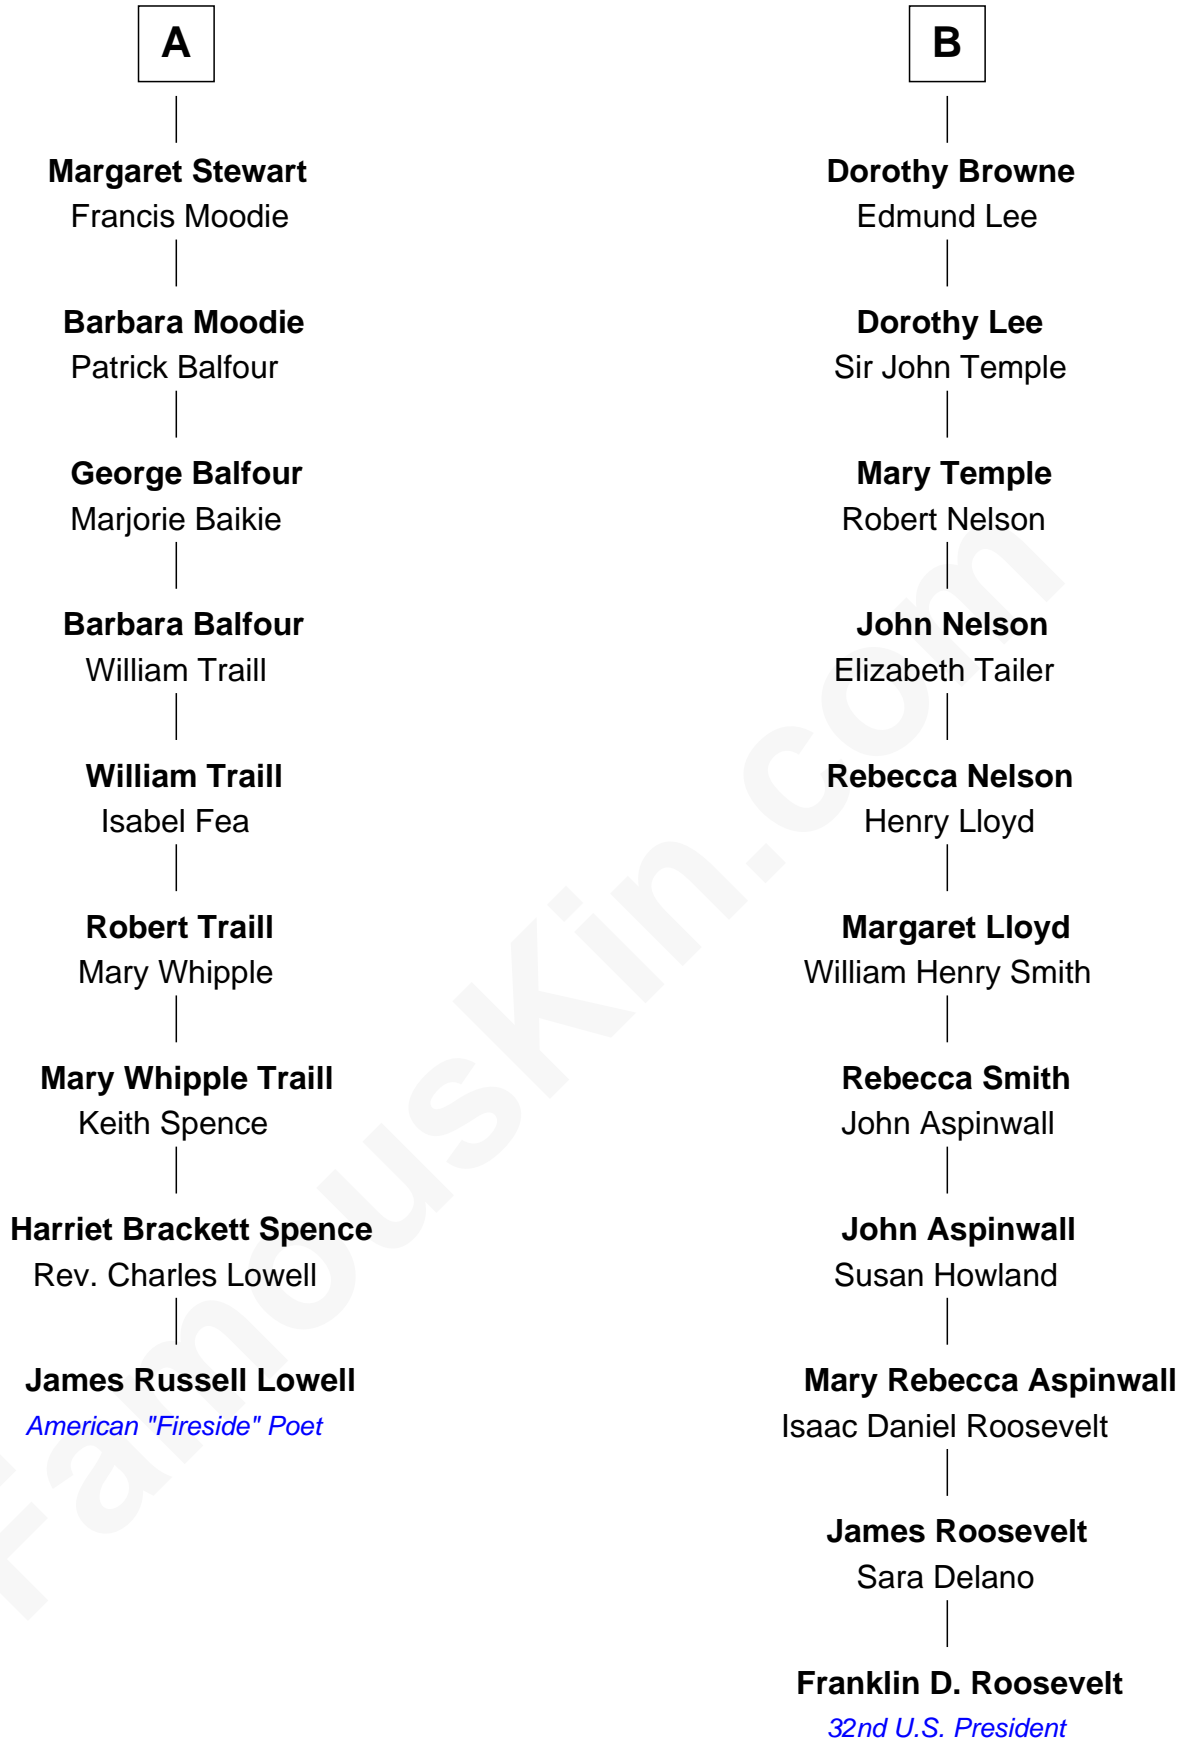 A
Margaret Stewart
Francis Moodie
Barbara Moodie
Patrick Balfour
George Balfour
Marjorie Baikie
Barbara Balfour
William Traill
William Traill
Isabel Fea
Robert Traill
Mary Whipple
Mary Whipple Traill
Keith Spence
Harriet Brackett Spence
Rev. Charles Lowell
James Russell Lowell
American "Fireside" Poet
B
Dorothy Browne
Edmund Lee
Dorothy Lee
Sir John Temple
Mary Temple
Robert Nelson
John Nelson
Elizabeth Tailer
Rebecca Nelson
Henry Lloyd
Margaret Lloyd
William Henry Smith
Rebecca Smith
John Aspinwall
John Aspinwall
Susan Howland
Mary Rebecca Aspinwall
Isaac Daniel Roosevelt
James Roosevelt
Sara Delano
Franklin D. Roosevelt
32nd U.S. President
FamousKin.com